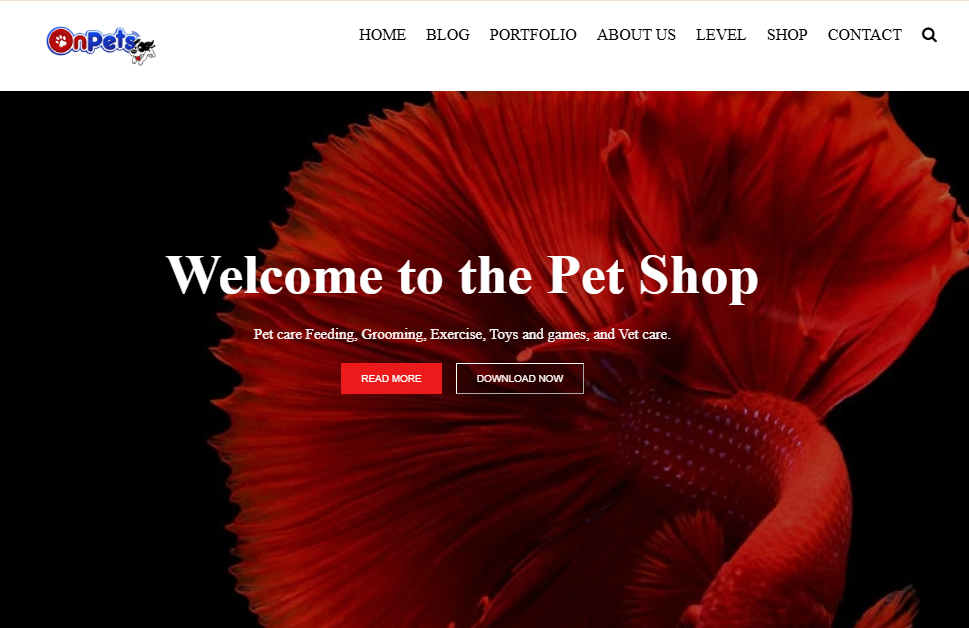 OnPets
HOME BLOG PORTFOLIO ABOUT US LEVEL SHOP CONTACT
Welcome to the Pet Shop
Pet care Feeding, Grooming, Exercise, Toys and games, and Vet care.
READ MORE DOWNLOAD NOW